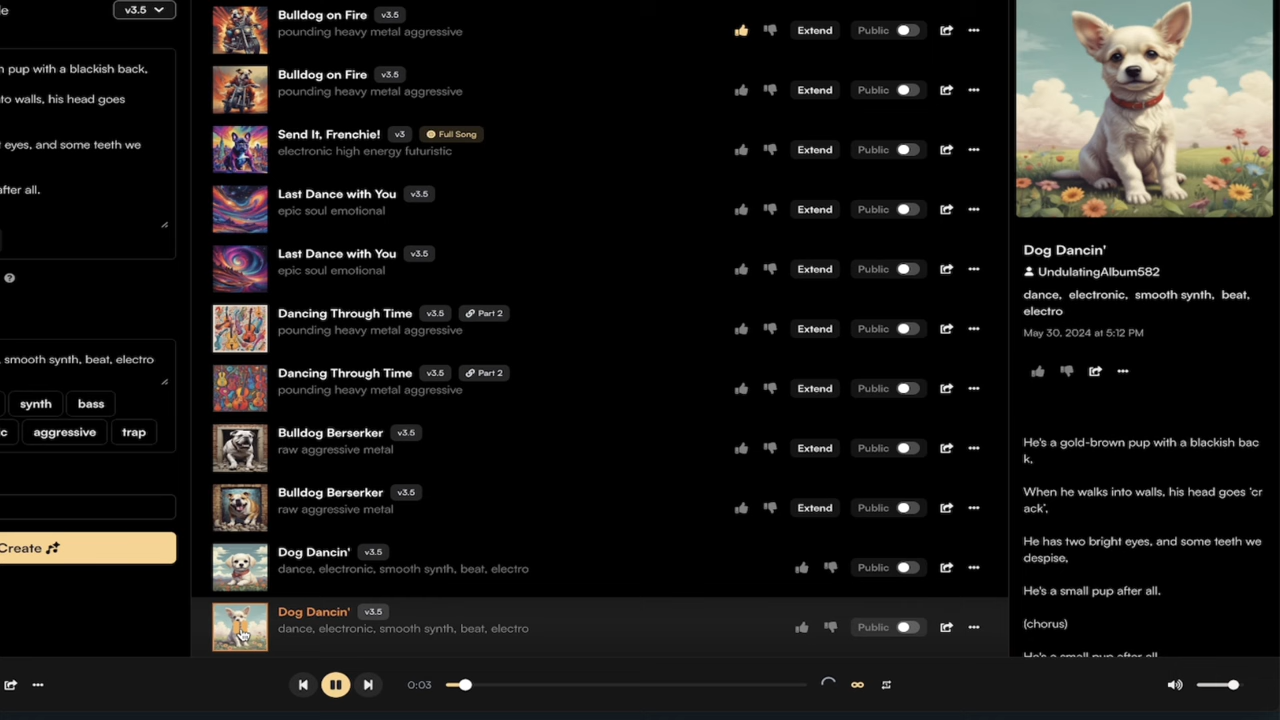 v3.5
pup with a blackish back,
to walls, his head goes
eyes, and some teeth we
after all.
smooth synth, beat, electro
synth
bass
aggressive
trap
Create
Bulldog on Fire v3.5
pounding heavy metal aggressive
Extend Public
Bulldog on Fire v3.5
pounding heavy metal aggressive
Extend Public
Send It, Frenchie! v3 Full Song
electronic high energy futuristic
Extend Public
Last Dance with You v3.5
epic soul emotional
Extend Public
Last Dance with You v3.5
epic soul emotional
Extend Public
Dancing Through Time v3.5 Part 2
pounding heavy metal aggressive
Extend Public
Dancing Through Time v3.5 Part 2
pounding heavy metal aggressive
Extend Public
Bulldog Berserker v3.5
raw aggressive metal
Extend Public
Bulldog Berserker v3.5
raw aggressive metal
Extend Public
Dog Dancin' v3.5
dance, electronic, smooth synth, beat, electro
Public
Dog Dancin' v3.5
dance, electronic, smooth synth, beat, electro
Public
Dog Dancin'
UndulatingAlbum582
dance, electronic, smooth synth, beat,
electro
May 30, 2024 at 5:12 PM
He's a gold-brown pup with a blackish bac
k,
When he walks into walls, his head goes 'cr
ack',
He has two bright eyes, and some teeth we
despise,
He's a small pup after all.
(chorus)
He's a small pup after all
0:03